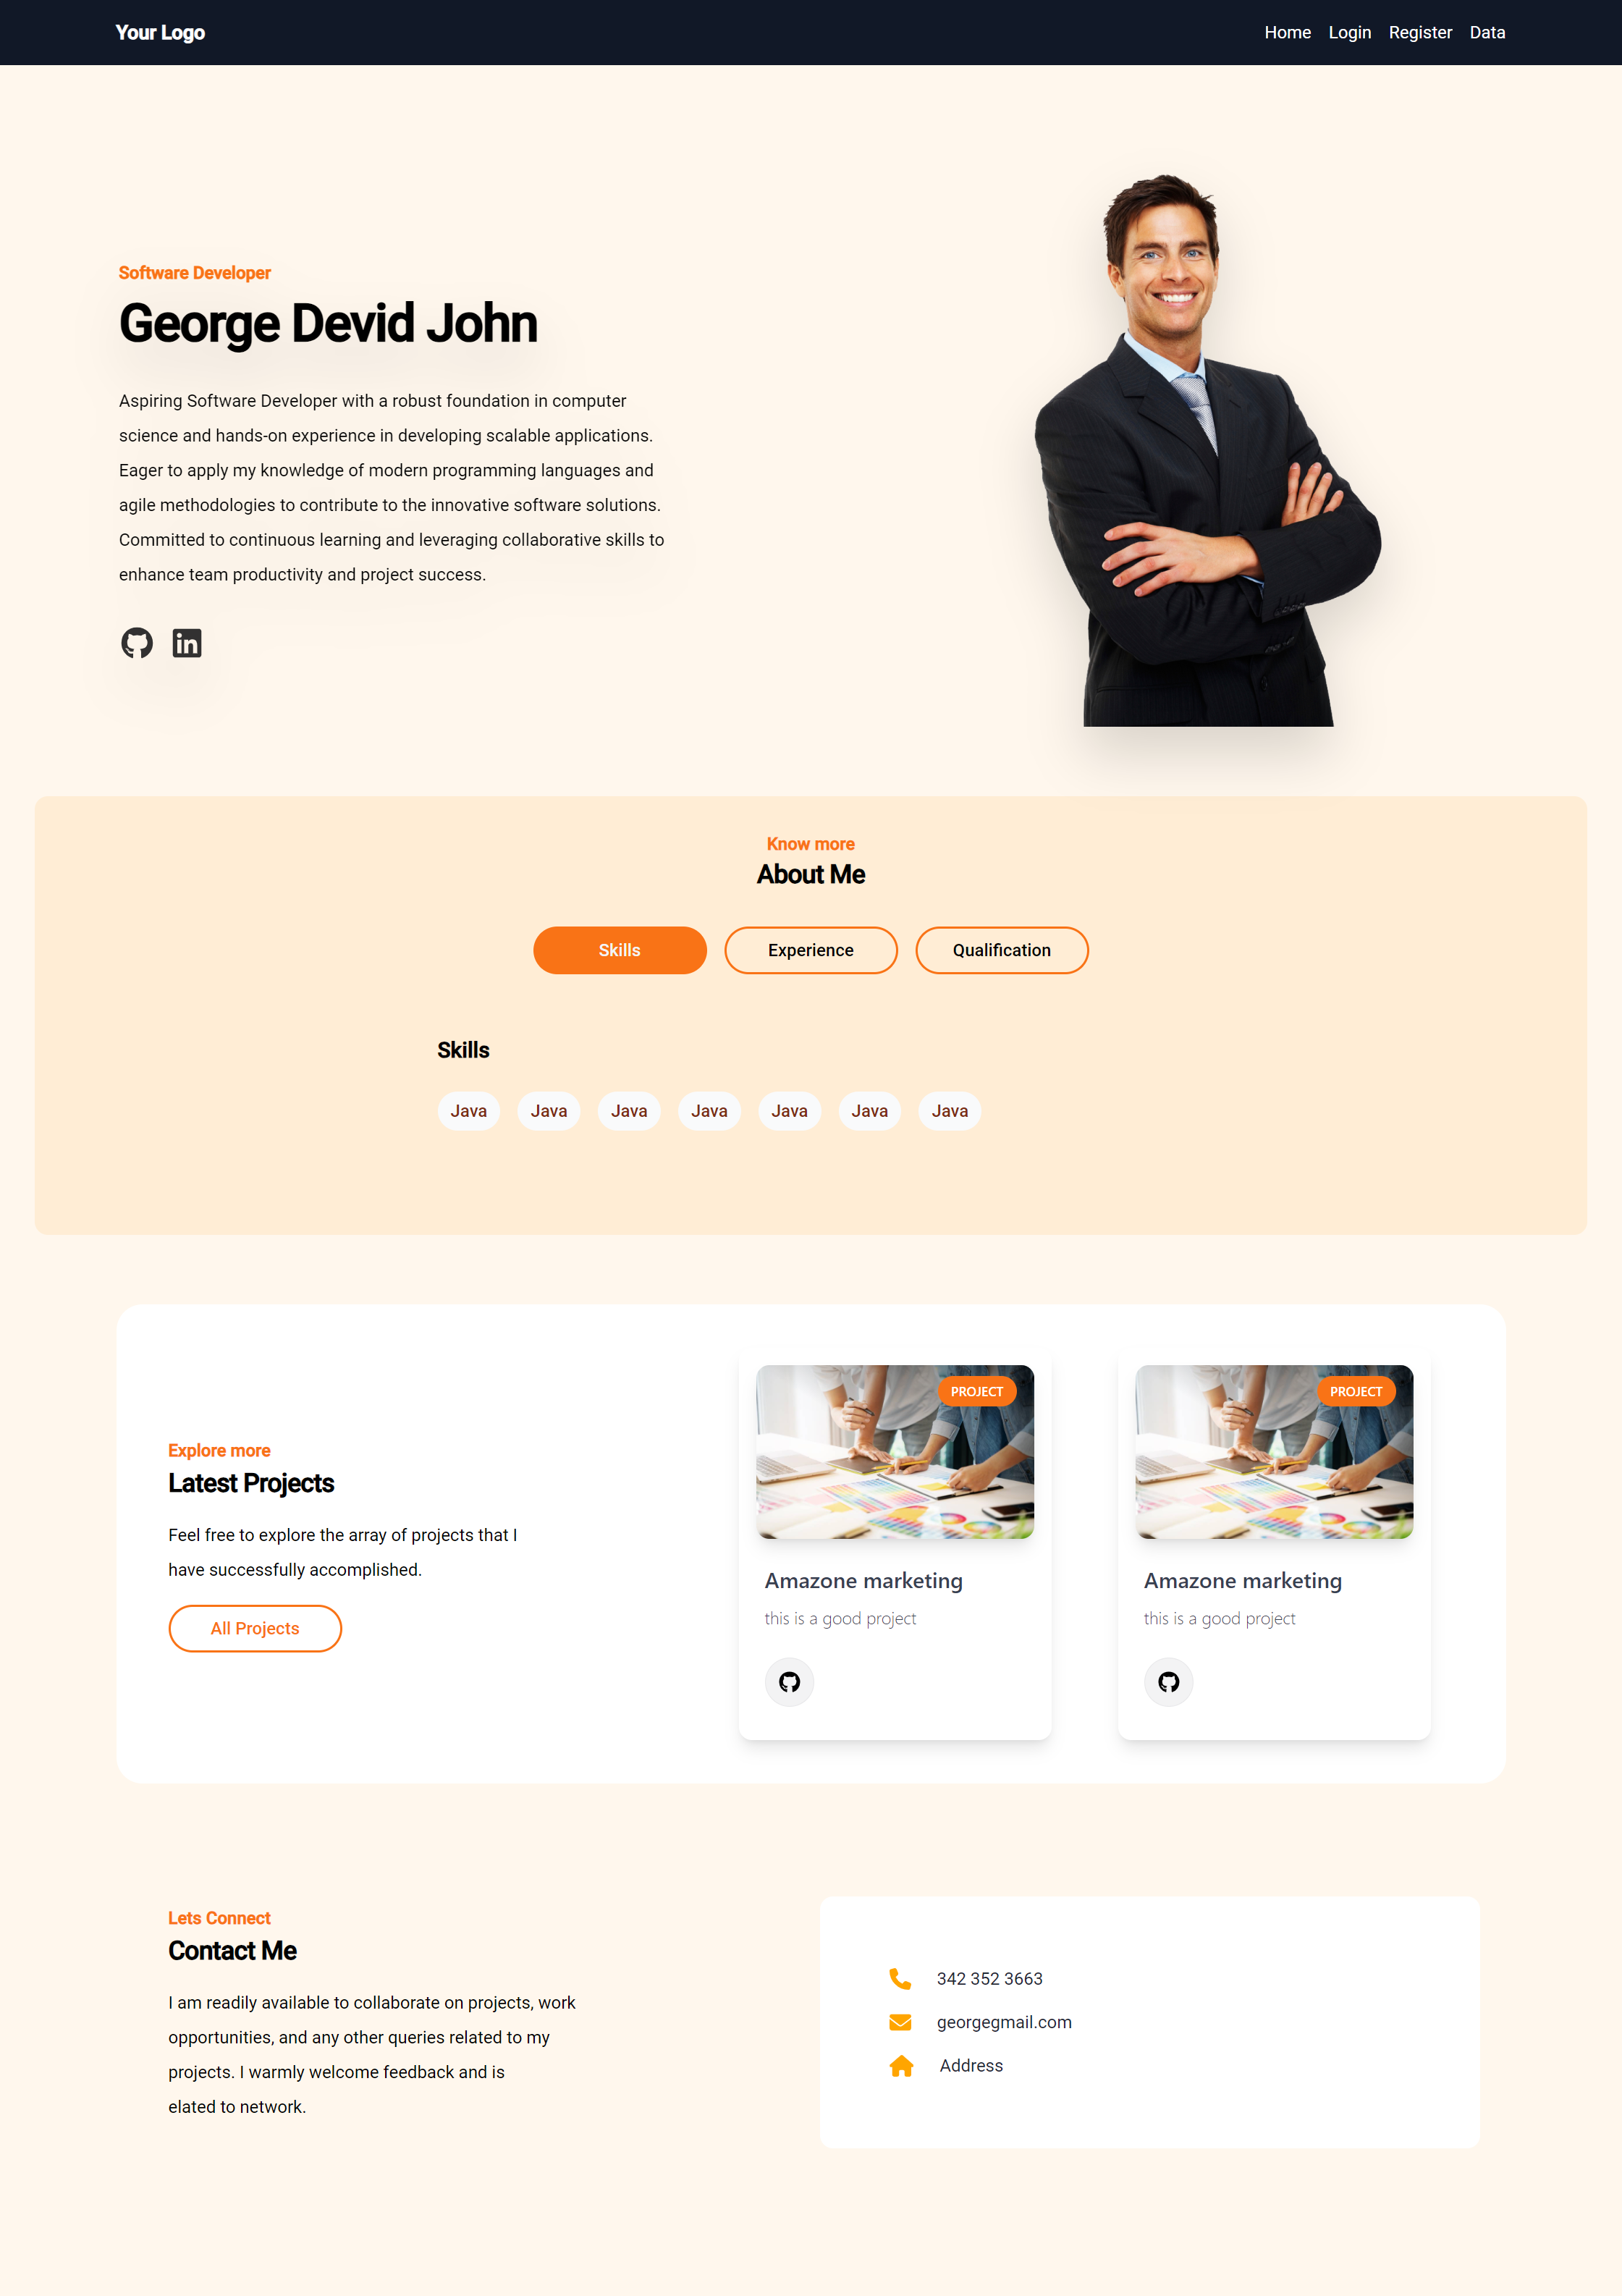 Your Logo
Home Login Register Data
Software Developer
George Devid John
Aspiring Software Developer with a robust foundation in computer
science and hands-on experience in developing scalable applications.
Eager to apply my knowledge of modern programming languages and
agile methodologies to contribute to the innovative software solutions.
Committed to continuous learning and leveraging collaborative skills to
enhance team productivity and project success.
in
Know more
About Me
Skills Experience Qualification
Skills
Java Java Java Java Java Java Java
Explore more
Latest Projects
Feel free to explore the array of projects that I
have successfully accomplished.
All Projects
PROJECT
Amazone marketing
this is a good project
PROJECT
Amazone marketing
this is a good project
Lets Connect
Contact Me
I am readily available to collaborate on projects, work
opportunities, and any other queries related to my
projects. I warmly welcome feedback and is
elated to network.
342 352 3663
georgegmail.com
Address